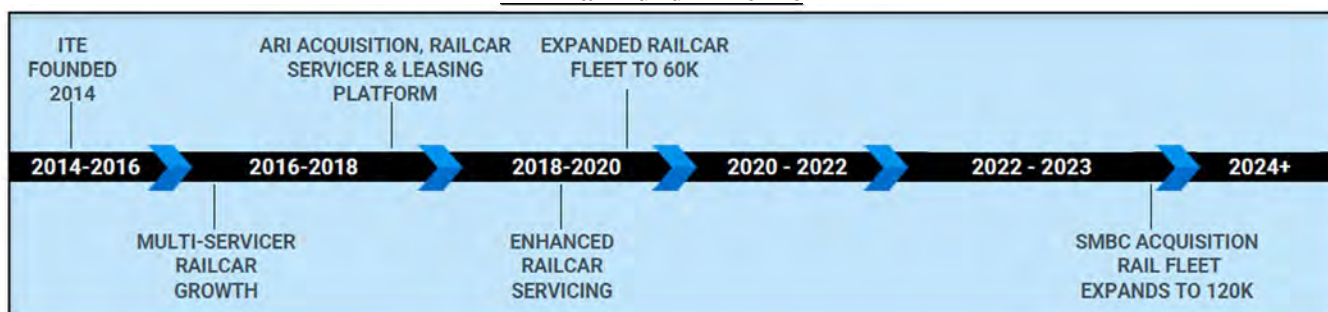 ITE
FOUNDED
2014
ARI ACQUISITION, RAILCAR
SERVICER & LEASING
PLATFORM
EXPANDED RAILCAR
FLEET TO 60K
2014-2016
2016-2018
2018-2020
2020 - 2022
2022 - 2023
2024+
MULTI-SERVICER
RAILCAR
GROWTH
ENHANCED
RAILCAR
SERVICING
SMBC ACQUISITION
RAIL FLEET
EXPANDS TO 120K